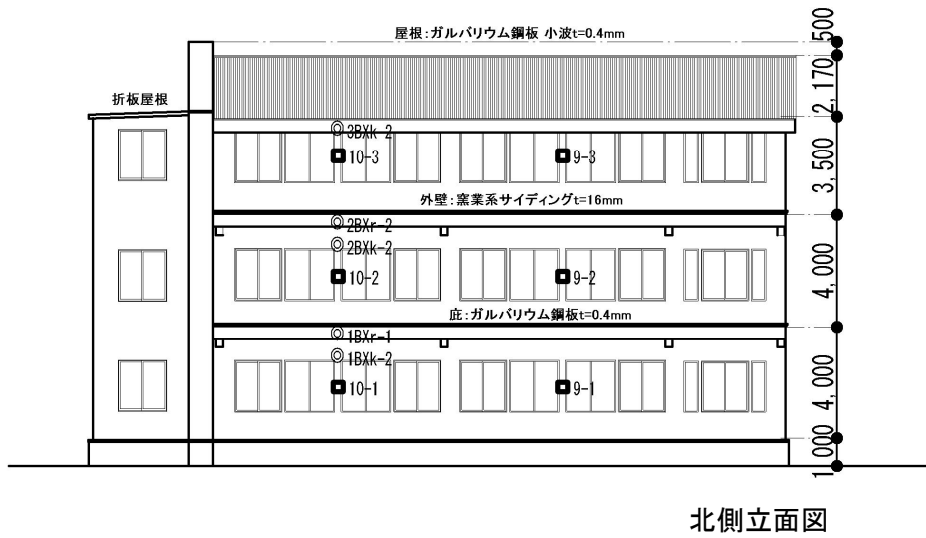 屋根:ガルバリウム鋼板 小波t=0.4mm
500
2,170
折板屋根
3BXk-2
10-3
9-3
3,500
外壁:窯業系サイディングt=16mm
2BXr-2
2BXk-2
10-2
9-2
4,000
庇:ガルバリウム鋼板t=0.4mm
1BXr-1
1BXk-2
10-1
9-1
4,000
1,000
北側立面図